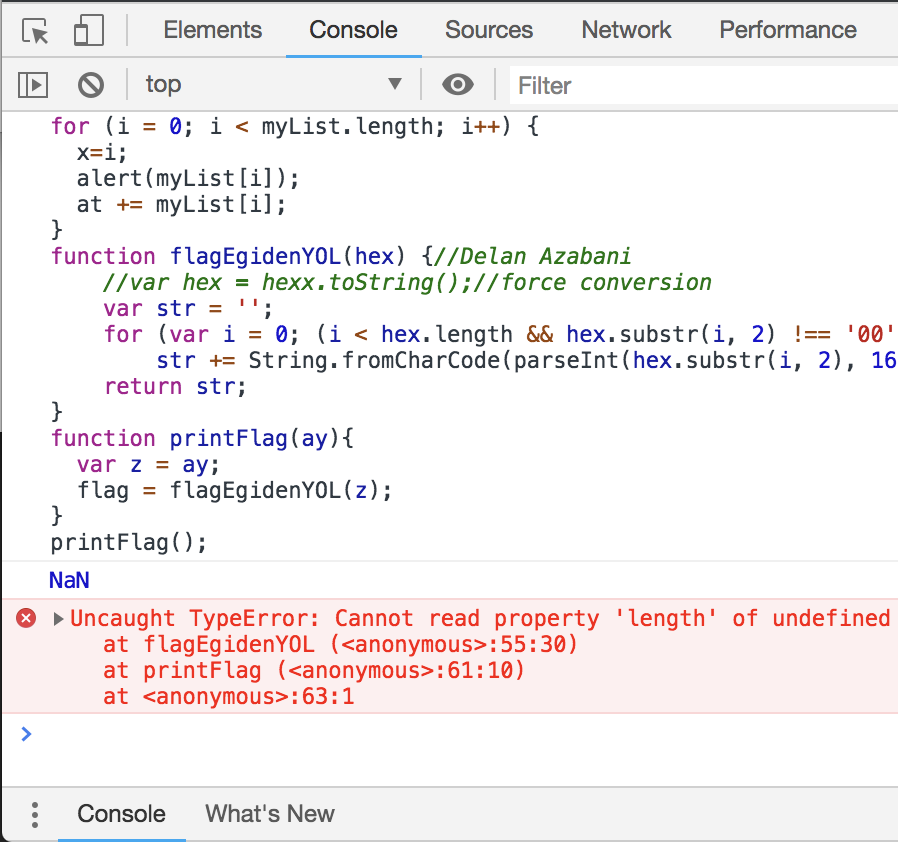 Elements Console Sources Network Performance
top Filter
for (i = 0; i < myList.length; i++) {
  x=i;
  alert(myList[i]);
  at += myList[i];
}
function flagEgidenYOL(hex) {//Delan Azabani
    //var hex = hexx.toString();//force conversion
    var str = '';
    for (var i = 0; (i < hex.length && hex.substr(i, 2) !== '00'
        str += String.fromCharCode(parseInt(hex.substr(i, 2), 16
    return str;
}
function printFlag(ay){
  var z = ay;
  flag = flagEgidenYOL(z);
}
printFlag();
NaN
Uncaught TypeError: Cannot read property 'length' of undefined
    at flagEgidenYOL (<anonymous>:55:30)
    at printFlag (<anonymous>:61:10)
    at <anonymous>:63:1
Console What's New